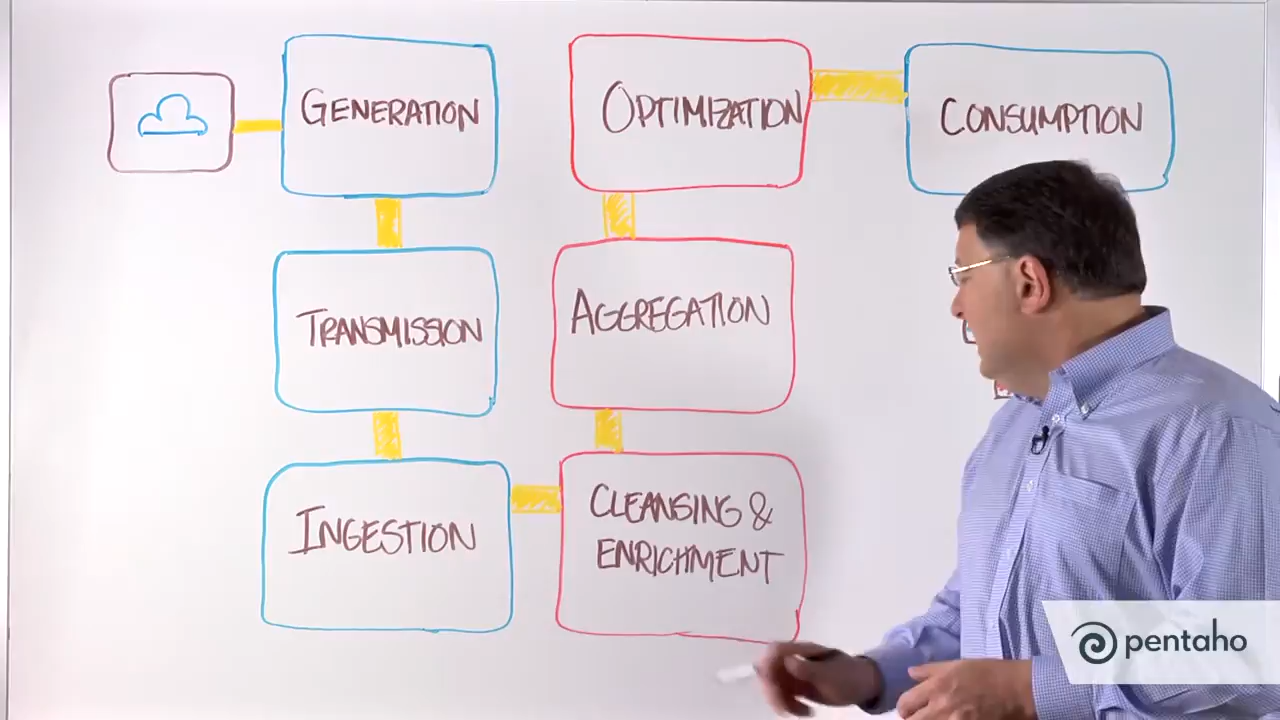 GENERATION
TRANSMISSION
INGESTION
CLEANSING &
ENRICHMENT
AGGREGATION
OPTIMIZATION
CONSUMPTION
pentaho